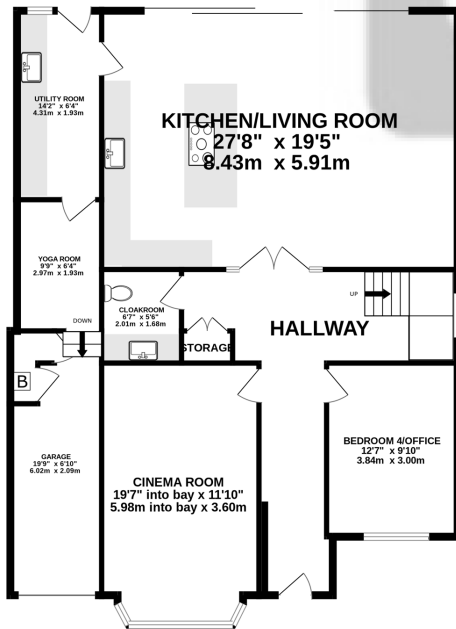 UTILITY ROOM
14'2" x 6'4"
4.31m x 1.93m
KITCHEN/LIVING ROOM
27'8" x 19'5"
8.43m x 5.91m
YOGA ROOM
9'9" x 6'4"
2.97m x 1.93m
DOWN
CLOAKROOM
6'7" x 5'6"
2.01m x 1.68m
UP
HALLWAY
STORAGE
B
GARAGE
19'9" x 6'10"
6.02m x 2.09m
CINEMA ROOM
19'7" into bay x 11'10"
5.98m into bay x 3.60m
BEDROOM 4/OFFICE
12'7" x 9'10"
3.84m x 3.00m